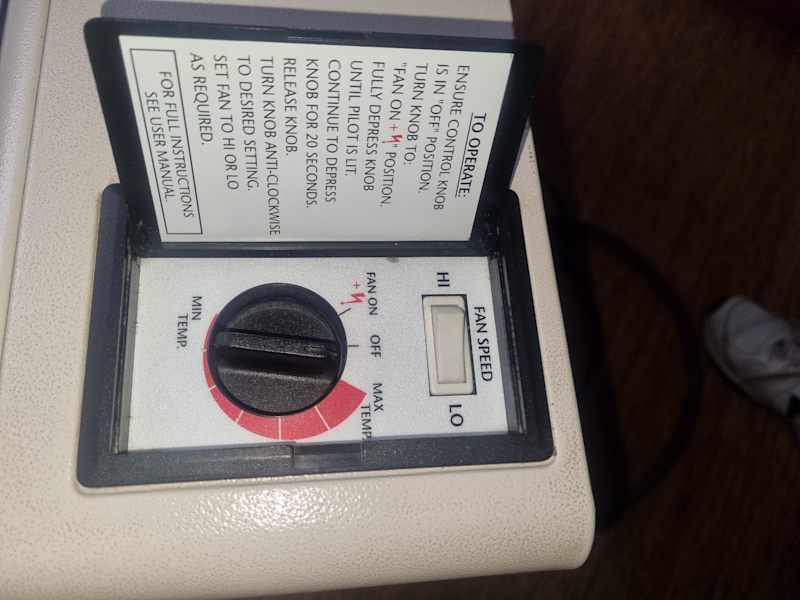 TO OPERATE:
ENSURE CONTROL KNOB
IS IN "OFF" POSITION.
TURN KNOB TO:
"FAN ON +" POSITION.
FULLY DEPRESS KNOB
UNTIL PILOT IS LIT.
CONTINUE TO DEPRESS
KNOB FOR 20 SECONDS.
RELEASE KNOB.
TURN KNOB ANTI-CLOCKWISE
TO DESIRED SETTING.
SET FAN TO HI OR LO
AS REQUIRED.
FOR FULL INSTRUCTIONS
SEE USER MANUAL.
FAN SPEED
HI
LO
FAN ON
+
OFF
MAX
TEMP.
MIN
TEMP.